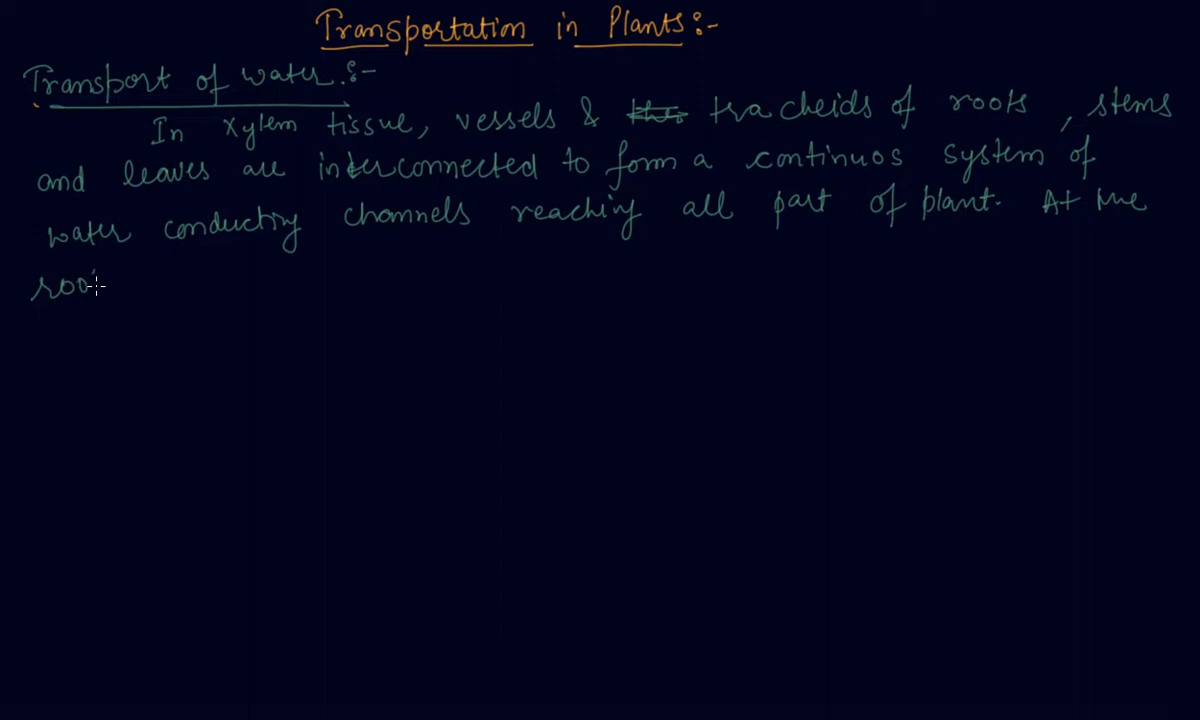 Transportation in Plants:-
Transport of water:-
In Xylem tissue, vessels & tracheids of roots, stems
and leaves are interconnected to form a continuos system of
water conducting channels reaching all part of plant. At the
root